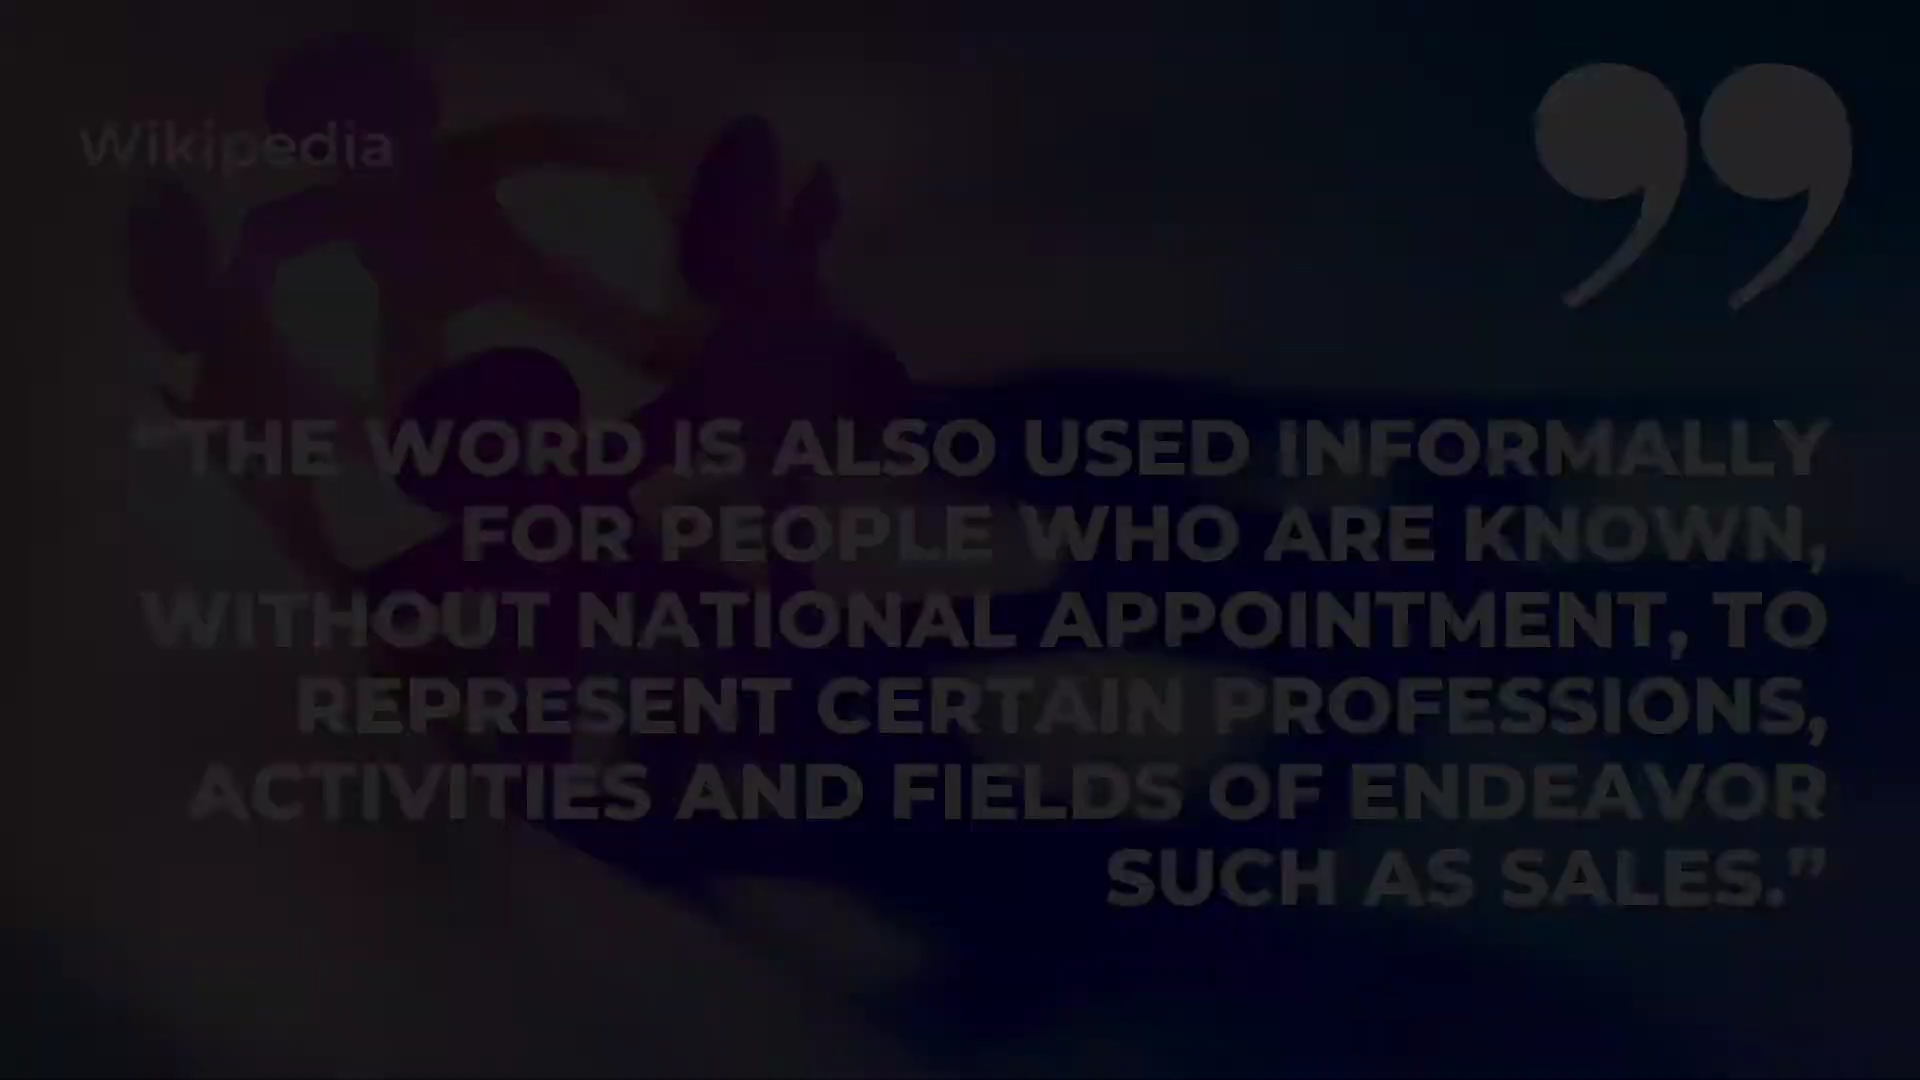 Wikipedia
”
“THE WORD IS ALSO USED INFORMALLY
FOR PEOPLE WHO ARE KNOWN,
WITHOUT NATIONAL APPOINTMENT, TO
REPRESENT CERTAIN PROFESSIONS,
ACTIVITIES AND FIELDS OF ENDEAVOR
SUCH AS SALES.”